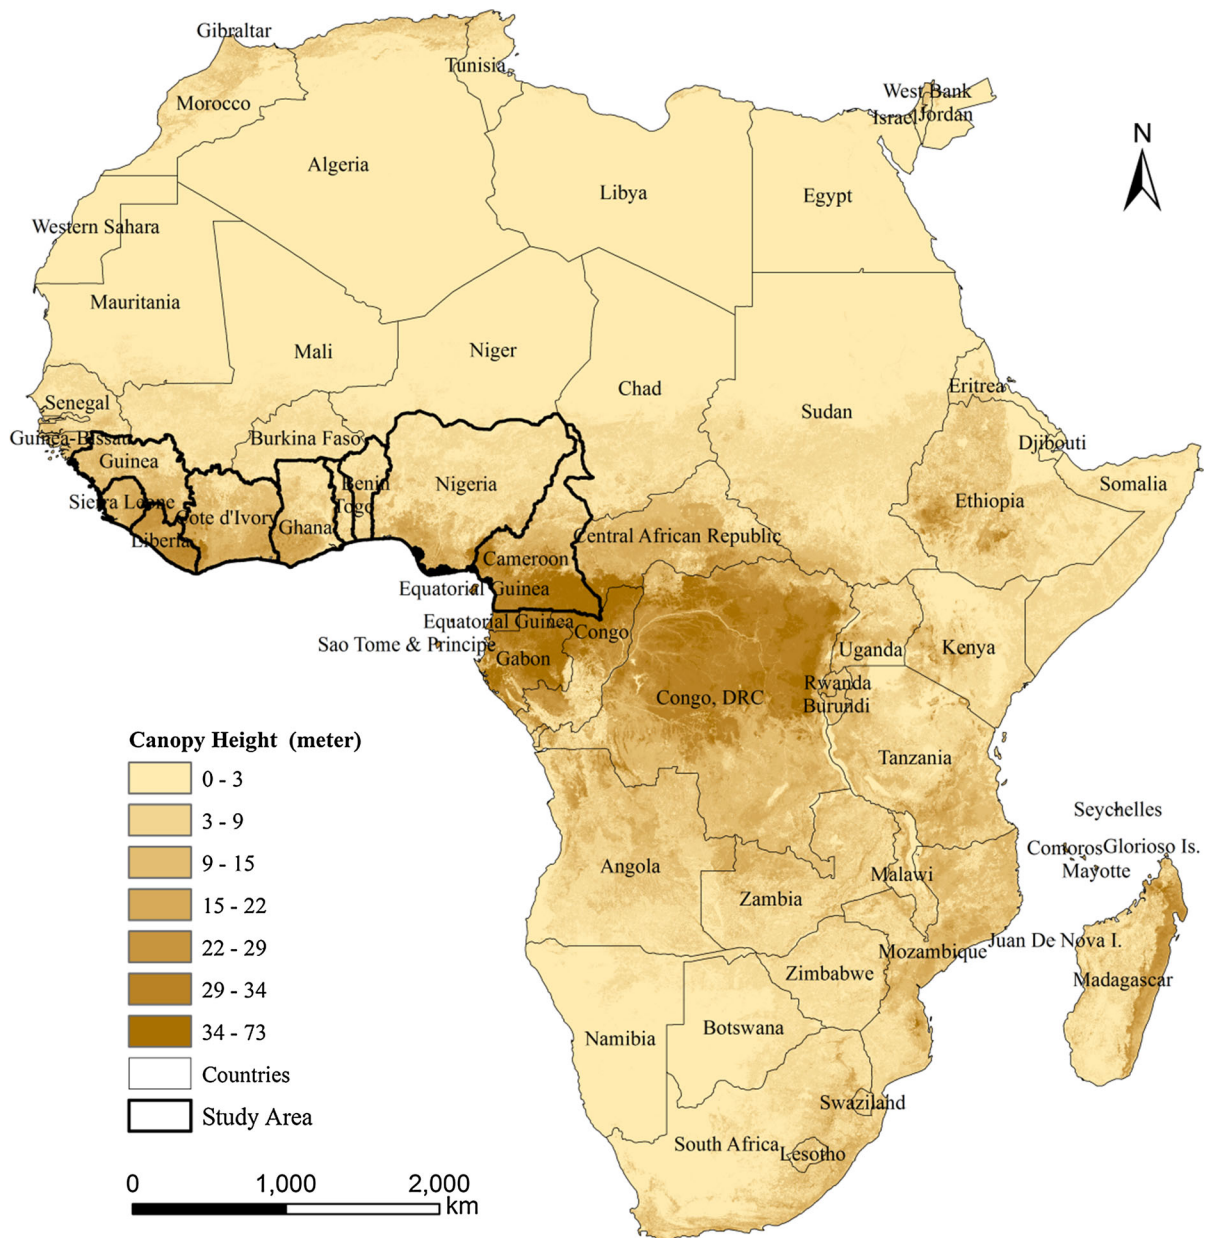 Gibraltar
Tunisia
Morocco
West Bank
Israel
Jordan
N
Algeria
Libya
Egypt
Western Sahara
Mauritania
Mali
Niger
Chad
Sudan
Eritrea
Senegal
Djibouti
Guinea-Bissau
Burkina Faso
Guinea
Benin
Nigeria
Somalia
Ethiopia
Sierra Leone
Togo
Cote d'Ivory
Ghana
Liberia
Central African Republic
Cameroon
Equatorial Guinea
Equatorial Guinea
Congo
Sao Tome & Principe
Gabon
Uganda
Kenya
Rwanda
Congo, DRC
Burundi
Tanzania
Canopy Height (meter)
0 - 3
3 - 9
9 - 15
15 - 22
22 - 29
29 - 34
34 - 73
Countries
Study Area
Seychelles
Comoros
Glorioso Is.
Mayotte
Angola
Malawi
Zambia
Juan De Nova I.
Mozambique
Zimbabwe
Madagascar
Namibia
Botswana
Swaziland
South Africa
Lesotho
0 1,000 2,000
km